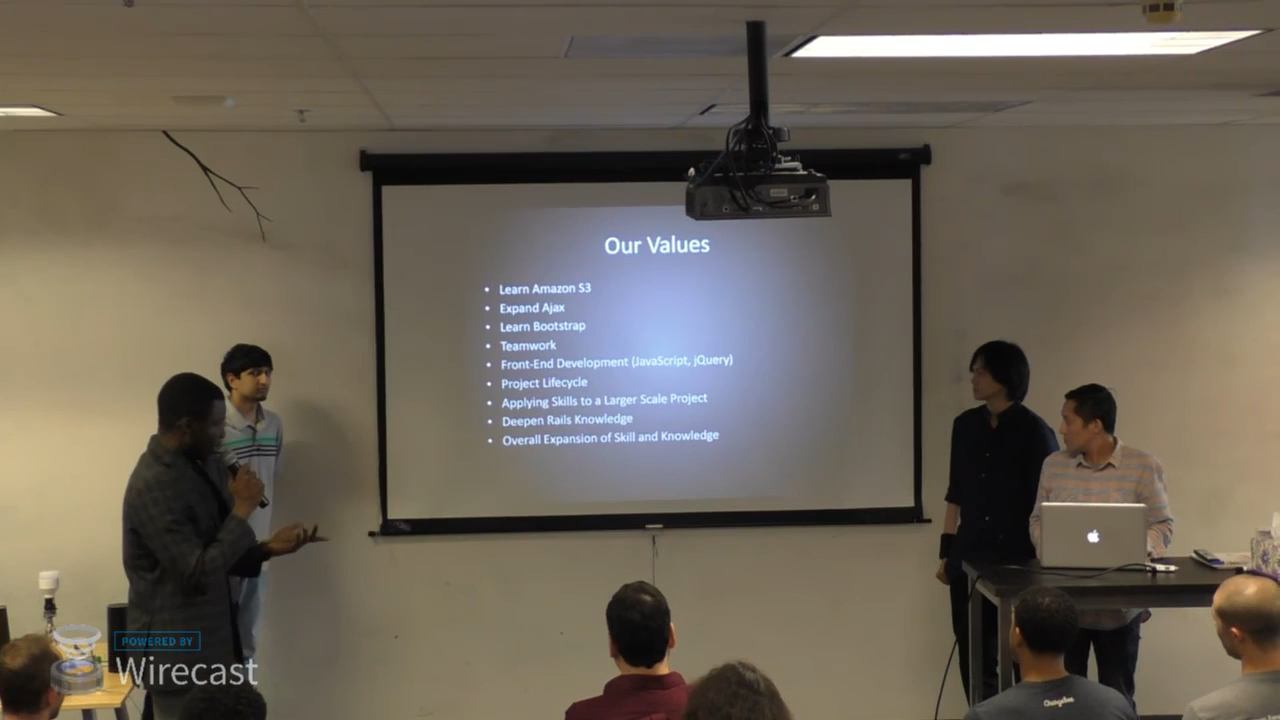 Our Values
• Learn Amazon S3
• Expand Ajax
• Learn Bootstrap
• Teamwork
• Front-End Development (JavaScript, jQuery)
• Project Lifecycle
• Applying Skills to a Larger Scale Project
• Deepen Rails Knowledge
• Overall Expansion of Skill and Knowledge
POWERED BY
Wirecast